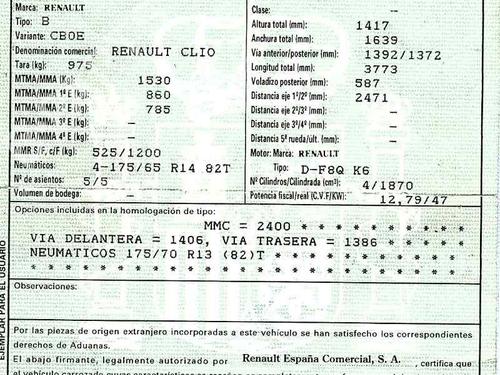 Marca: RENAULT
Tipo: B
Variante: CB0E
Denominación comercial: RENAULT CLIO
Tara (kg): 975
MTMA/MMA (Kg): 1530
MTMA/MMA 1º E (kg): 860
MTMA/MMA 2º E (kg): 785
MTMA/MMA 3º E (kg): —
MTMA/MMA 4º E (kg): —
MMR S/F, c/F (kg): 525/1200
Neumáticos: 4-175/65 R14 82T
Nº de asientos: 5/5
Volumen de bodega: —
Clase: —
Altura total (mm): 1417
Anchura total (mm): 1639
Vía anterior/posterior (mm): 1392/1372
Longitud total (mm): 3773
Voladizo posterior (mm): 587
Distancia eje 1º/2º (mm): 2471
Distancia eje 2º/3º (mm): —
Distancia eje 3º/4º (mm): —
Distancia 5ª rueda/últ. (mm): —
Motor: Marca: RENAULT
Tipo: D-F8Q K6
Nº Cilindros/Cilindrada (cm³): 4/1870
Potencia fiscal/real (C.V.F/KW): 12,79/47
Opciones incluidas en la homologación de tipo:
MMC = 2400 * * * * * * * * * * *
VIA DELANTERA = 1406, VIA TRASERA = 1386 * * * * *
NEUMATICOS 175/70 R13 (82)T * * * * * * * * * * * *
* * * * * * * * * * * * * * * * * * * * * * * * *
Observaciones:
Por las piezas de origen extranjero incorporadas a este vehículo se han satisfecho los correspondientes
derechos de Aduanas.
El abajo firmante, legalmente autorizado por Renault España Comercial, S. A. , certifica que
EJEMPLAR PARA EL USUARIO